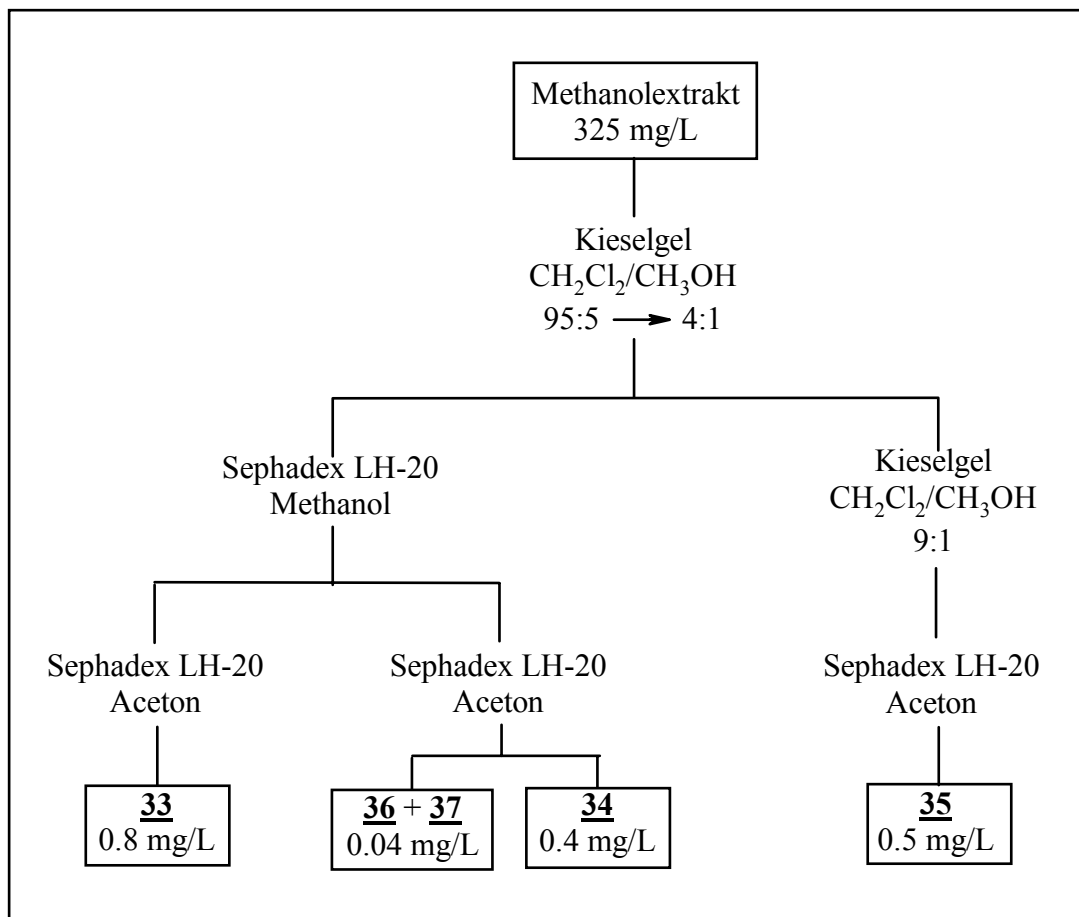 Methanolextrakt
325 mg/L
Kieselgel
CH₂Cl₂/CH₃OH
95:5 → 4:1
Sephadex LH-20
Methanol
Kieselgel
CH₂Cl₂/CH₃OH
9:1
Sephadex LH-20
Aceton
Sephadex LH-20
Aceton
Sephadex LH-20
Aceton
33
0.8 mg/L
36 + 37
0.04 mg/L
34
0.4 mg/L
35
0.5 mg/L